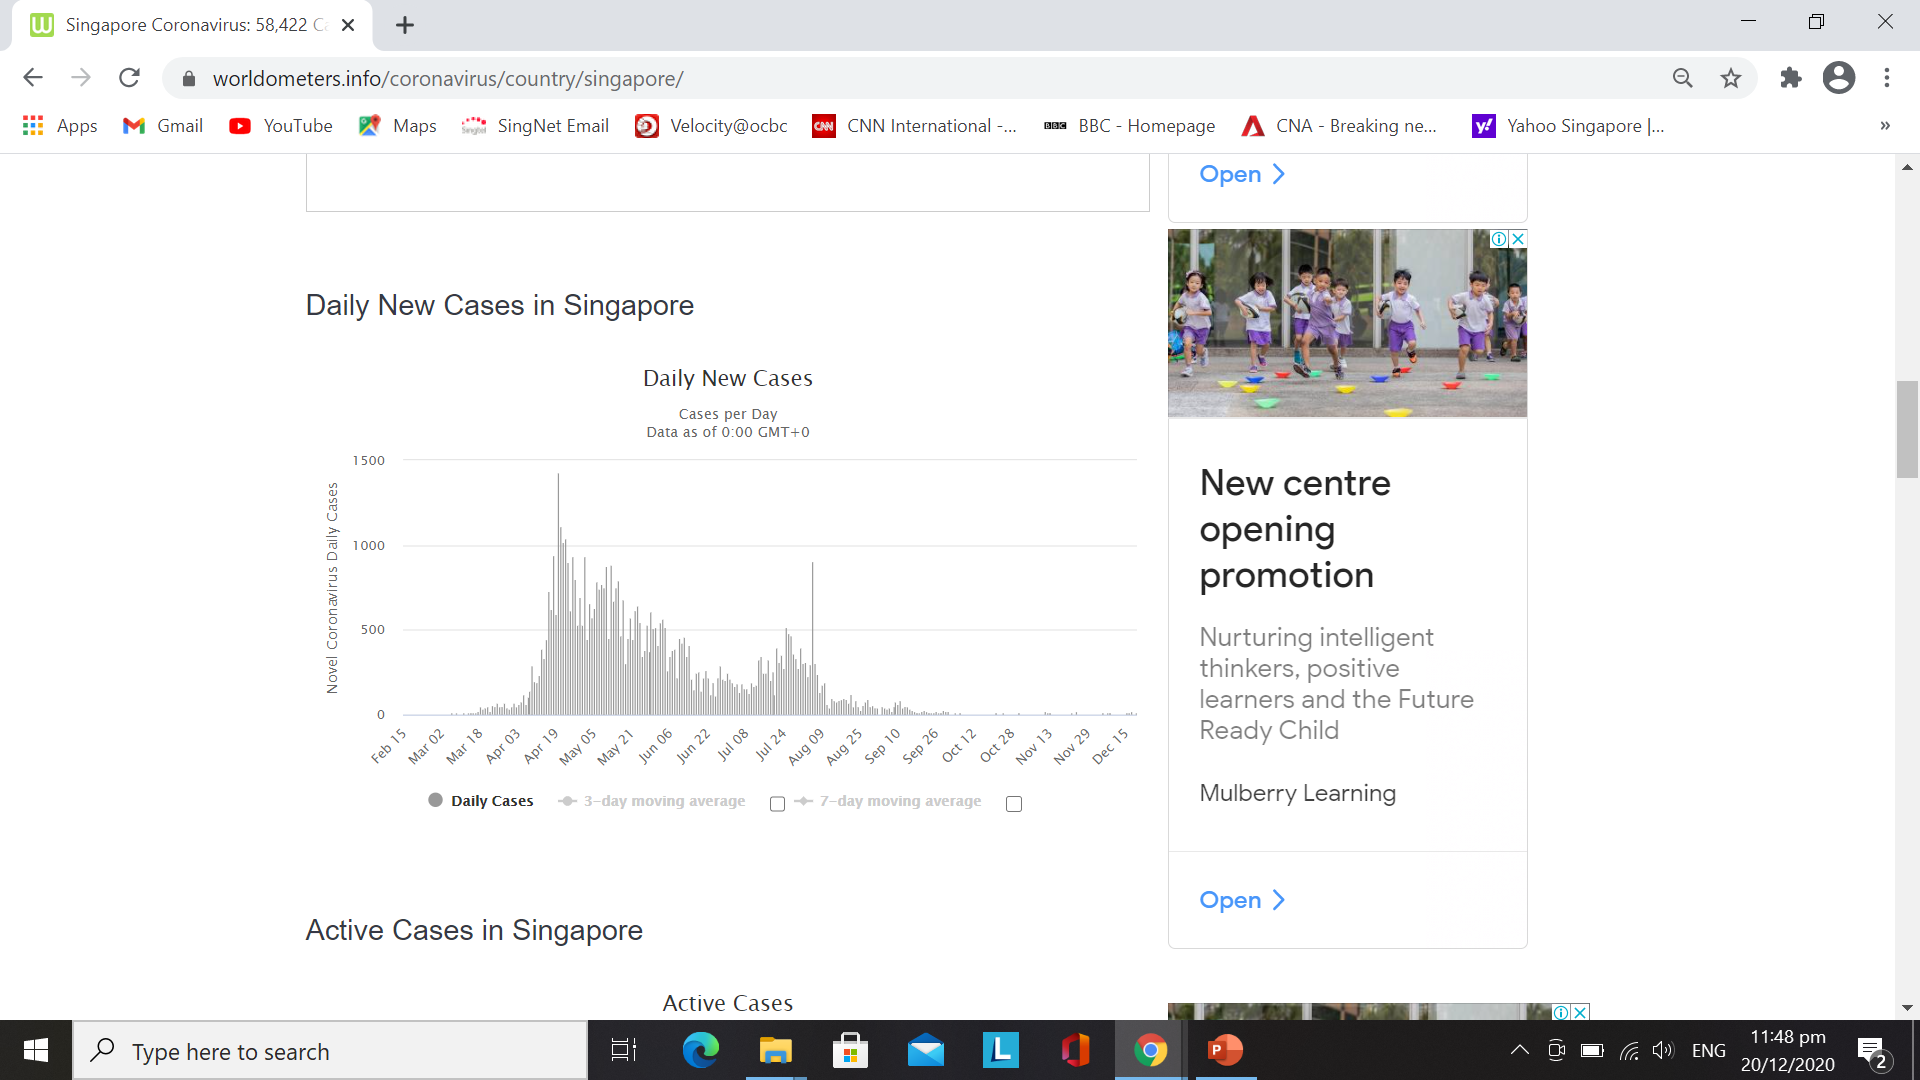 Singapore Coronavirus: 58,422 Ca
worldometers.info/coronavirus/country/singapore/
Apps
Gmail
YouTube
Maps
SingNet Email
Velocity@ocbc
CNN International -...
BBC - Homepage
CNA - Breaking ne...
Yahoo Singapore |...
»
Open
Daily New Cases in Singapore
Daily New Cases
Cases per Day
Data as of 0:00 GMT+0
Novel Coronavirus Daily Cases
1500
1000
500
0
Feb 15
Mar 02
Mar 18
Apr 03
Apr 19
May 05
May 21
Jun 06
Jun 22
Jul 08
Jul 24
Aug 09
Aug 25
Sep 10
Sep 26
Oct 12
Oct 28
Nov 13
Nov 29
Dec 15
Daily Cases
3-day moving average
7-day moving average
New centre
opening
promotion
Nurturing intelligent
thinkers, positive
learners and the Future
Ready Child
Mulberry Learning
Open
Active Cases in Singapore
Active Cases
Type here to search
ENG
11:48 pm
20/12/2020
2